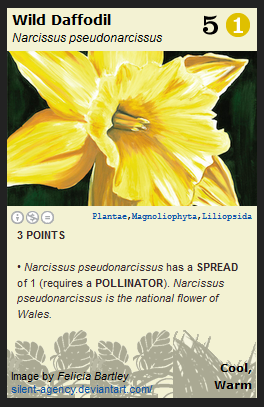 Wild Daffodil
Narcissus pseudonarcissus
5 1
Plantae,Magnoliophyta,Liliopsida
3 POINTS
• Narcissus pseudonarcissus has a SPREAD
of 1 (requires a POLLINATOR). Narcissus
pseudonarcissus is the national flower of
Wales.
Image by Felicia Bartley
silent-agency.deviantart.com/
Cool,
Warm